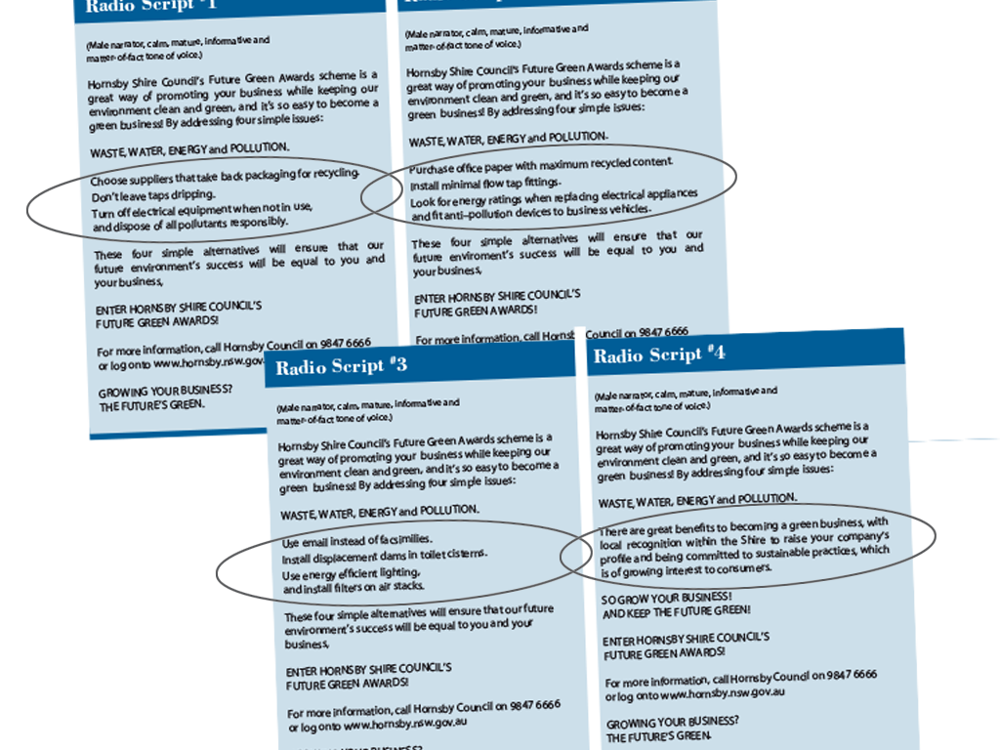 Radio Script #1
(Male narrator, calm, mature, informative and
matter-of-fact tone of voice.)
Hornsby Shire Council's Future Green Awards scheme is a
great way of promoting your business while keeping our
environment clean and green, and it's so easy to become a
green business! By addressing four simple issues:
WASTE, WATER, ENERGY and POLLUTION.
Choose suppliers that take back packaging for recycling.
Don't leave taps dripping.
Turn off electrical equipment when not in use,
and dispose of all pollutants responsibly.
These four simple alternatives will ensure that our
future environment's success will be equal to you and
your business,
ENTER HORNSBY SHIRE COUNCIL'S
FUTURE GREEN AWARDS!
For more information, call Hornsby Council on 9847 6666
or log onto www.hornsby.nsw.gov.
GROWING YOUR BUSINESS?
THE FUTURE'S GREEN.
Radio
(Male narrator, calm, mature, informative and
matter-of-fact tone of voice.)
Hornsby Shire Council's Future Green Awards scheme is a
great way of promoting your business while keeping our
environment clean and green, and it's so easy to become a
green business! By addressing four simple issues:
WASTE, WATER, ENERGY and POLLUTION.
Purchase office paper with maximum recycled content.
Install minimal flow tap fittings.
Look for energy ratings when replacing electrical appliances
and fit anti-pollution devices to business vehicles.
These four simple alternatives will ensure that our
future enviroment's success will be equal to you and
your business,
ENTER HORNSBY SHIRE COUNCIL'S
FUTURE GREEN AWARDS!
For more information, call Hornsby Council on 9847 6666
Radio Script #3
(Male narrator, calm, mature, informative and
matter-of-fact tone of voice.)
Hornsby Shire Council's Future Green Awards scheme is a
great way of promoting your business while keeping our
environment clean and green, and it's so easy to become a
green business! By addressing four simple issues:
WASTE, WATER, ENERGY and POLLUTION.
Use email instead of facsimilies.
Install displacement dams in toilet cisterns.
Use energy efficient lighting,
and install filters on air stacks.
These four simple alternatives will ensure that our future
environment's success will be equal to you and your
business,
ENTER HORNSBY SHIRE COUNCIL'S
FUTURE GREEN AWARDS!
For more information, call Hornsby Council on 9847 6666
or log onto www.hornsby.nsw.gov.au
Radio Script #4
(Male narrator, calm, mature, informative and
matter-of-fact tone of voice.)
Hornsby Shire Council's Future Green Awards scheme is a
great way of promoting your business while keeping our
environment clean and green, and it's so easy to become a
green business! By addressing four simple issues:
WASTE, WATER, ENERGY and POLLUTION.
There are great benefits to becoming a green business, with
local recognition within the Shire to raise your company's
profile and being committed to sustainable practices, which
is of growing interest to consumers.
SO GROW YOUR BUSINESS!
AND KEEP THE FUTURE GREEN!
ENTER HORNSBY SHIRE COUNCIL'S
FUTURE GREEN AWARDS!
For more information, call Hornsby Council on 9847 6666
or log onto www.hornsby.nsw.gov.au
GROWING YOUR BUSINESS?
THE FUTURE'S GREEN.